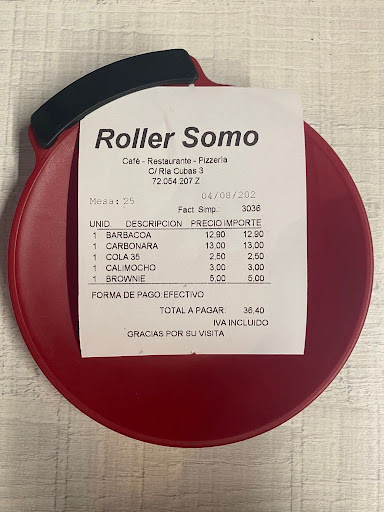 Roller Somo
Café - Restaurante - Pizzería
C/ Ría Cubas 3
72.054.207 Z
Mesa: 25 04/08/202
Fact. Simp.: 3036
UNID DESCRIPCION PRECIO IMPORTE
1 BARBACOA 12,90 12,90
1 CARBONARA 13,00 13,00
1 COLA 35 2,50 2,50
1 CALIMOCHO 3,00 3,00
1 BROWNIE 5,00 5,00
FORMA DE PAGO:EFECTIVO
TOTAL A PAGAR: 36,40
IVA INCLUIDO
GRACIAS POR SU VISITA